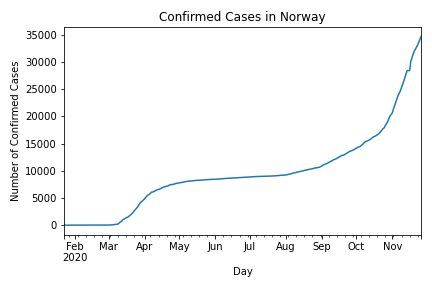 Confirmed Cases in Norway
35000
30000
25000
20000
15000
10000
5000
0
Number of Confirmed Cases
Feb Mar Apr May Jun Jul Aug Sep Oct Nov
2020
Day